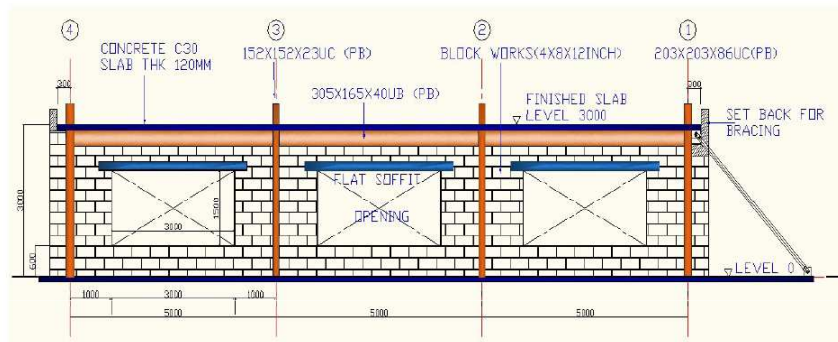 4
3
2
1
CONCRETE C30
SLAB THK 120MM
152X152X23UC (PB)
BLOCK WORKS(4X8X12INCH)
203X203X86UC(PB)
300
300
305X165X40UB (PB)
FINISHED SLAB
LEVEL 3000
SET BACK FOR
BRACING
FLAT SOFFIT
OPENING
3000
1500
3000
600
LEVEL 0
1000
3000
1000
5000
5000
5000